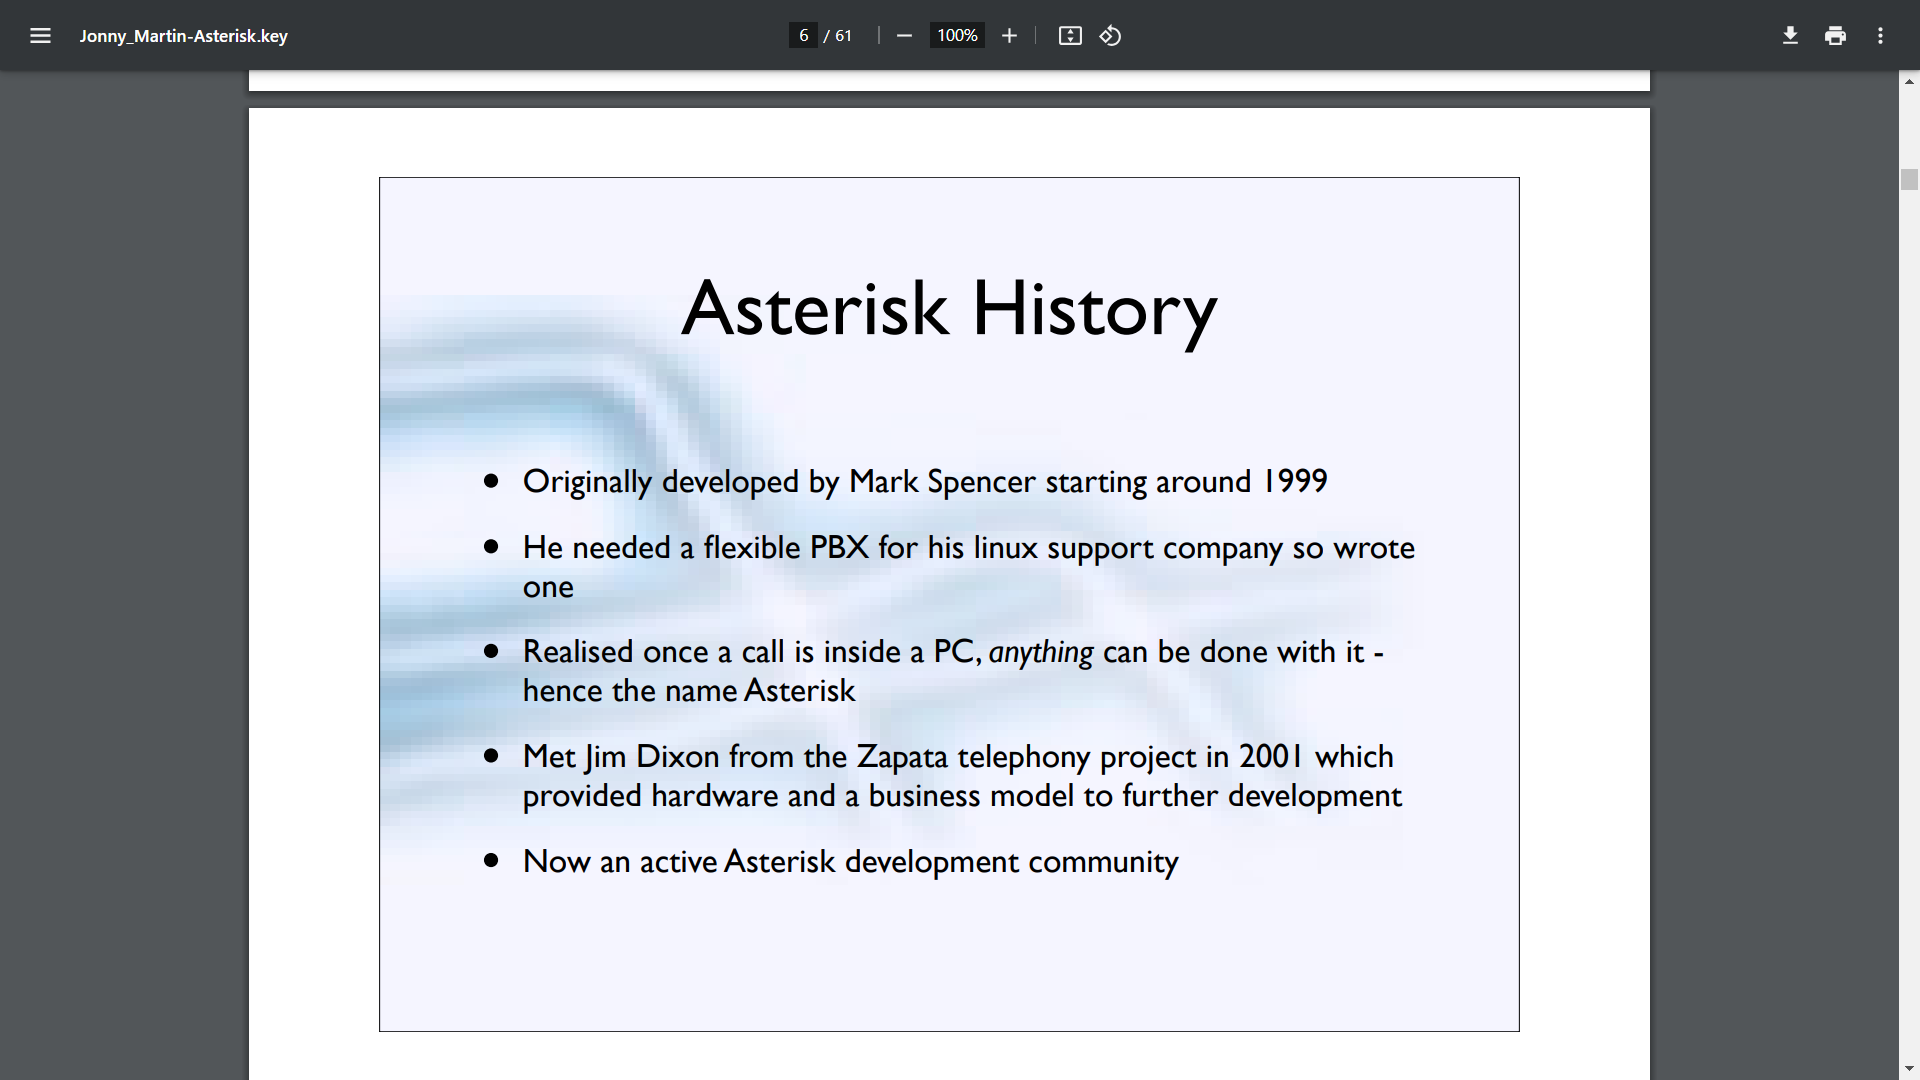 Jonny_Martin-Asterisk.key
6 / 61
100%
Asterisk History
• Originally developed by Mark Spencer starting around 1999
• He needed a flexible PBX for his linux support company so wrote
one
• Realised once a call is inside a PC, anything can be done with it -
hence the name Asterisk
• Met Jim Dixon from the Zapata telephony project in 2001 which
provided hardware and a business model to further development
• Now an active Asterisk development community